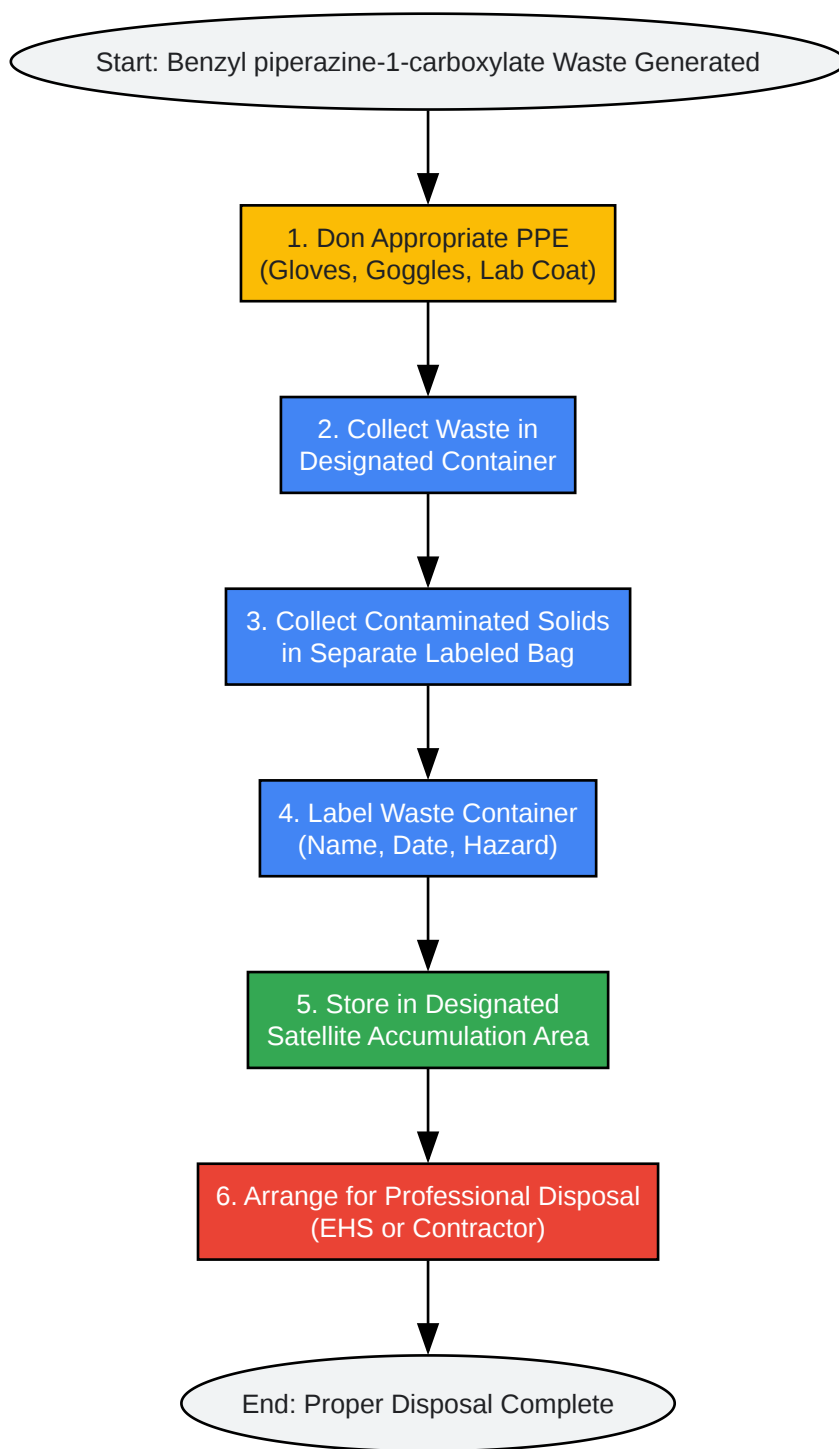 Start: Benzyl piperazine-1-carboxylate Waste Generated
1. Don Appropriate PPE
(Gloves, Goggles, Lab Coat)
2. Collect Waste in
Designated Container
3. Collect Contaminated Solids
in Separate Labeled Bag
4. Label Waste Container
(Name, Date, Hazard)
5. Store in Designated
Satellite Accumulation Area
6. Arrange for Professional Disposal
(EHS or Contractor)
End: Proper Disposal Complete